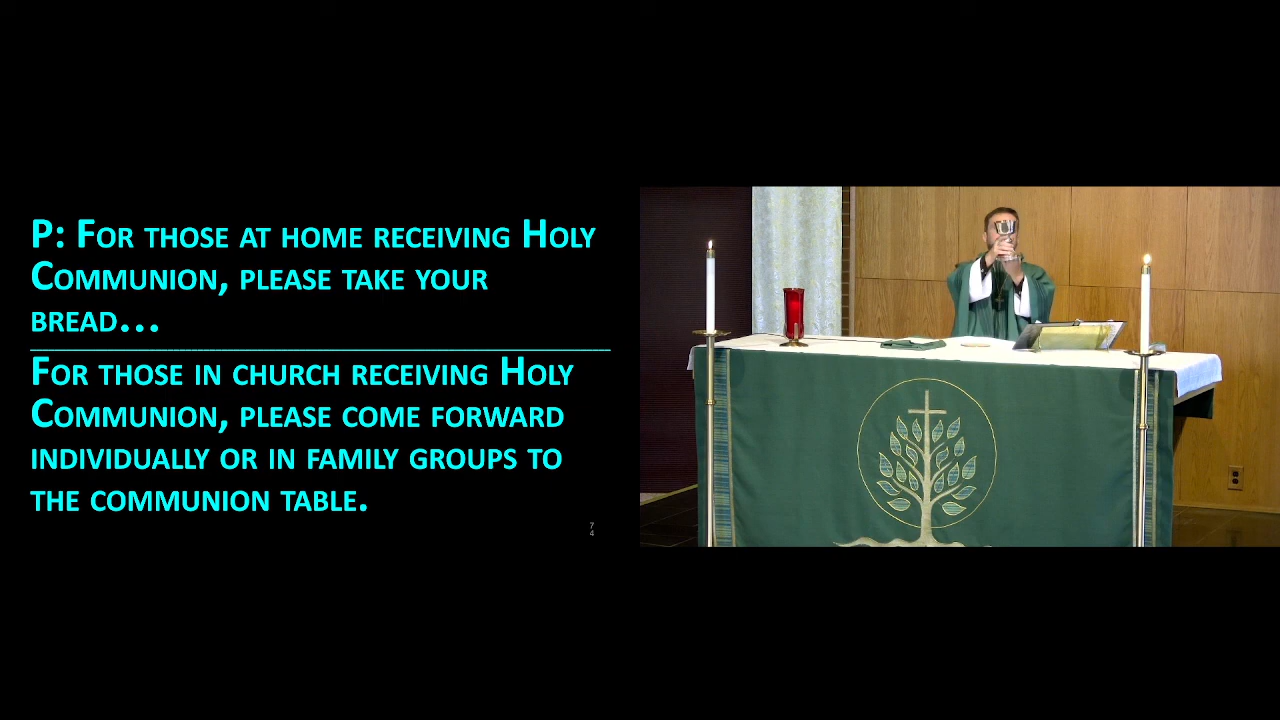 P: For those at home receiving Holy
Communion, please take your
bread…
For those in church receiving Holy
Communion, please come forward
individually or in family groups to
the communion table.
7
4